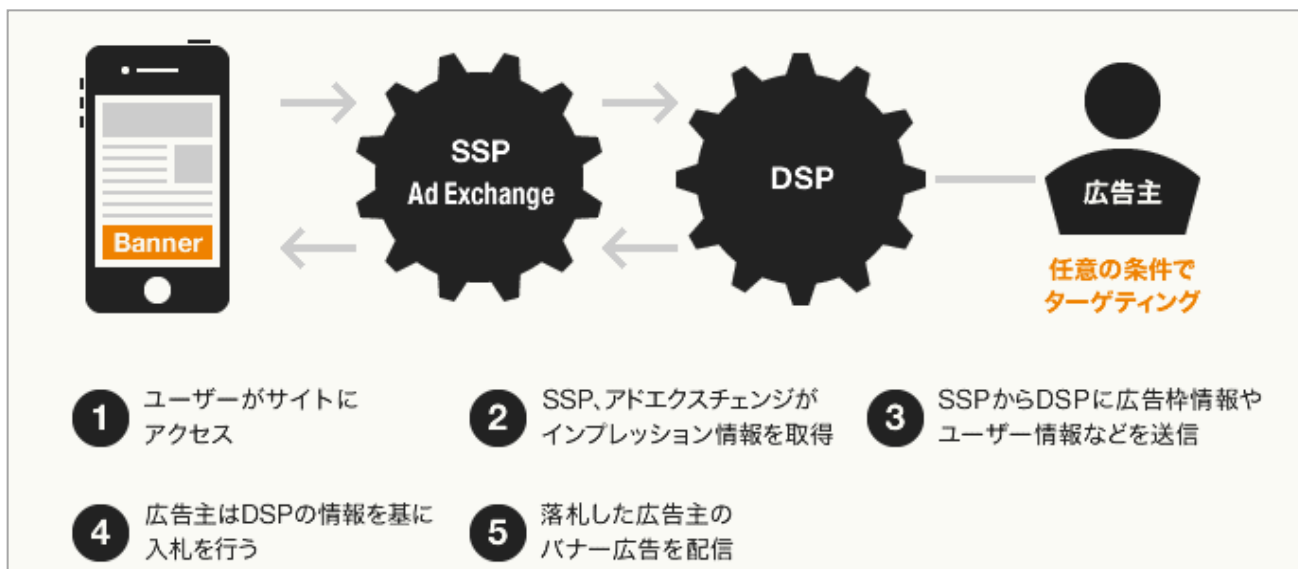 SSP
Ad Exchange
DSP
広告主
Banner
任意の条件で
ターゲティング
1 ユーザーがサイトに
アクセス
2 SSP、アドエクスチェンジが
インプレッション情報を取得
3 SSPからDSPに広告枠情報や
ユーザー情報などを送信
4 広告主はDSPの情報を基に
入札を行う
5 落札した広告主の
バナー広告を配信